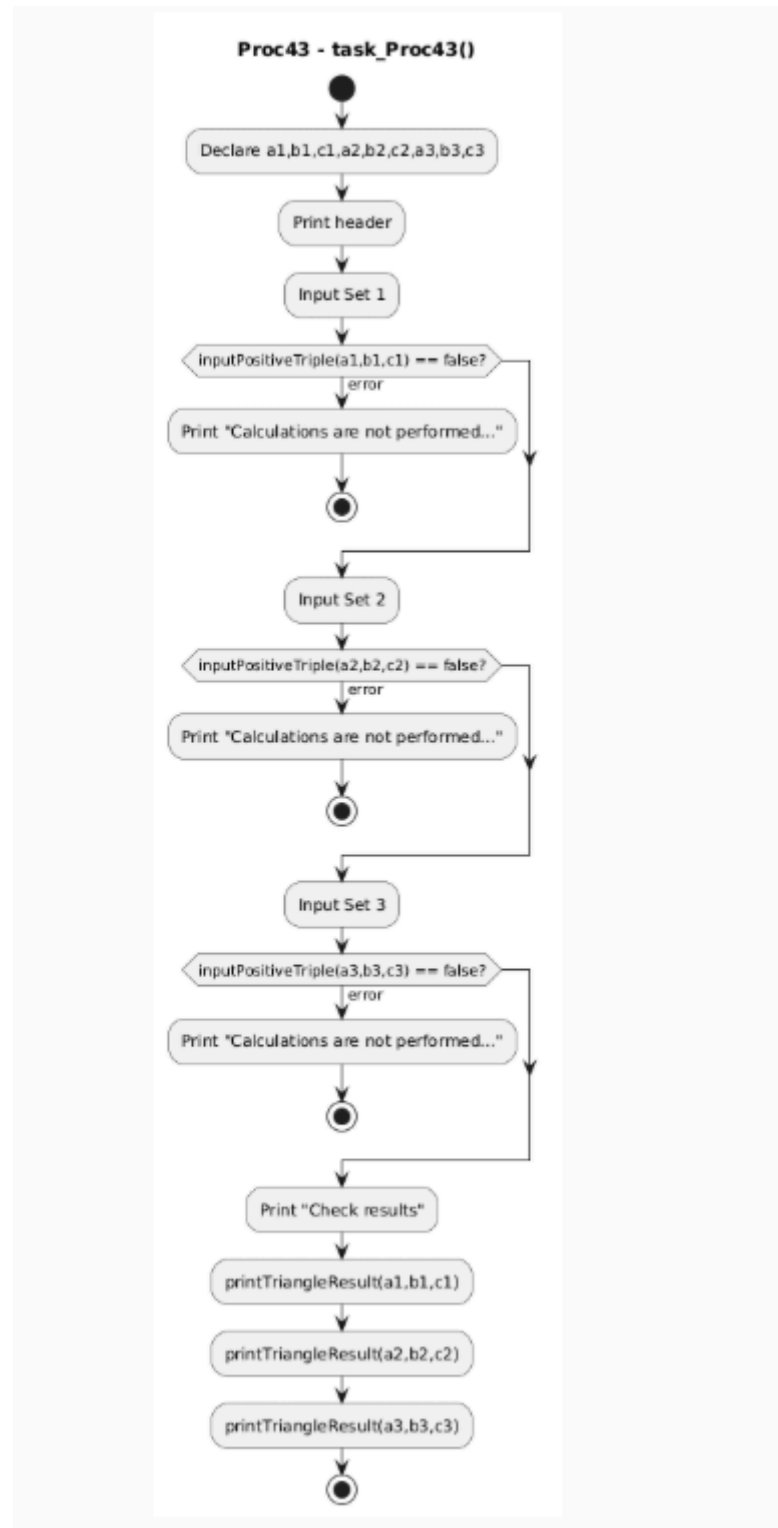 Proc43 - task_Proc43()
Declare a1,b1,c1,a2,b2,c2,a3,b3,c3
Print header
Input Set 1
inputPositiveTriple(a1,b1,c1) == false?
error
Print "Calculations are not performed..."
Input Set 2
inputPositiveTriple(a2,b2,c2) == false?
error
Print "Calculations are not performed..."
Input Set 3
inputPositiveTriple(a3,b3,c3) == false?
error
Print "Calculations are not performed..."
Print "Check results"
printTriangleResult(a1,b1,c1)
printTriangleResult(a2,b2,c2)
printTriangleResult(a3,b3,c3)